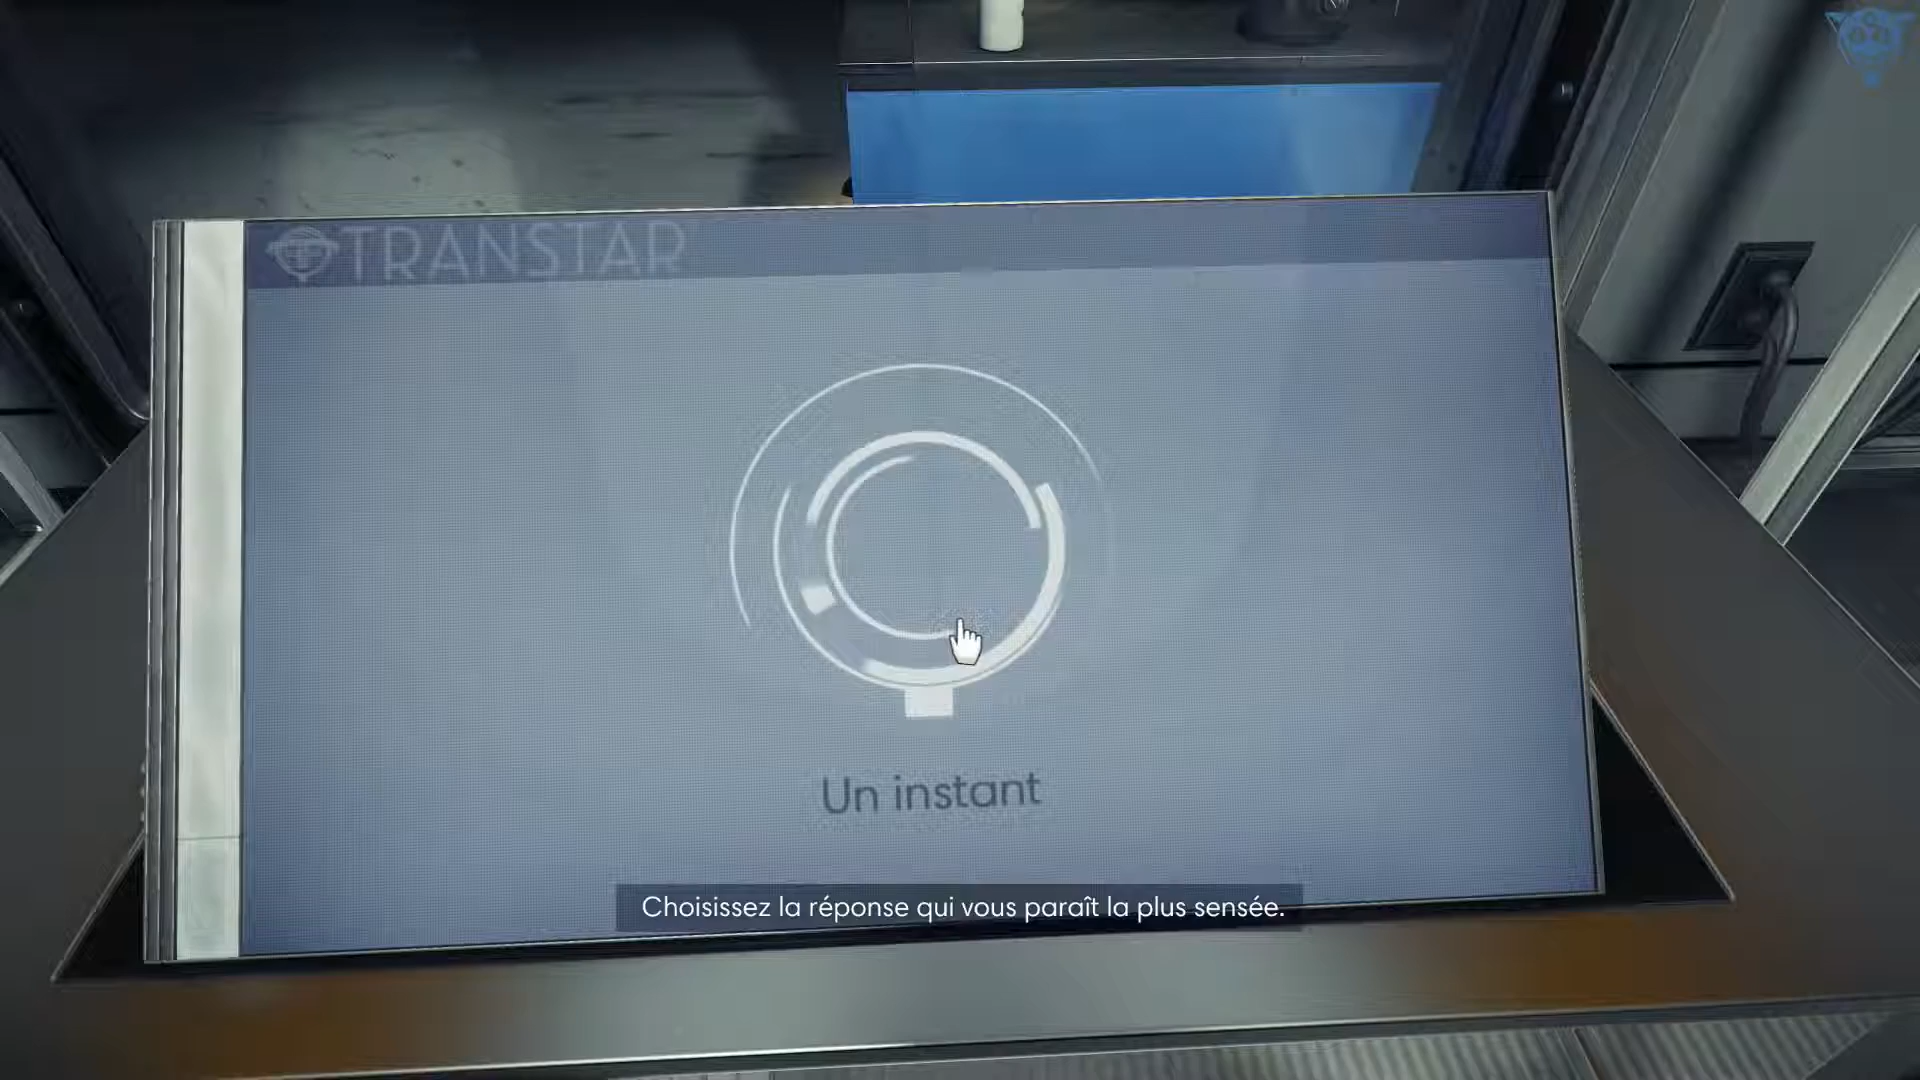 TRANSTAR
Un instant
Choisissez la réponse qui vous paraît la plus sensée.